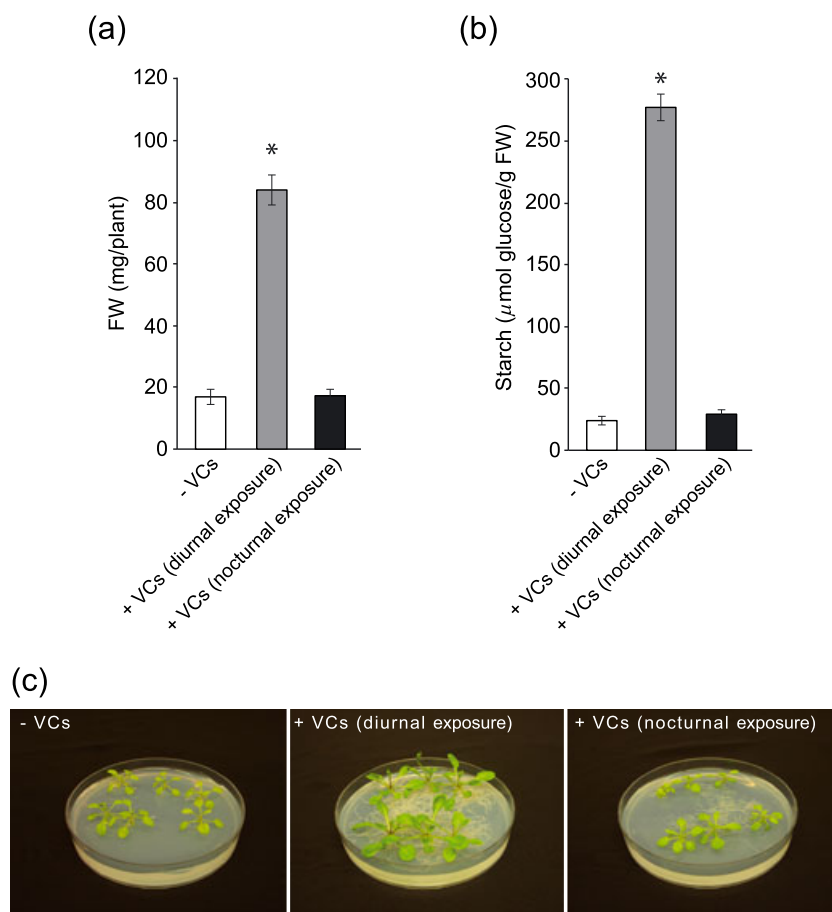 (a)
FW (mg/plant)
120
100
80
60
40
20
0
*
- VCs
+ VCs (diurnal exposure)
+ VCs (nocturnal exposure)
(b)
Starch (μmol glucose/g FW)
300
250
200
150
100
50
0
*
- VCs
+ VCs (diurnal exposure)
+ VCs (nocturnal exposure)
(c)
- VCs
+ VCs (diurnal exposure)
+ VCs (nocturnal exposure)